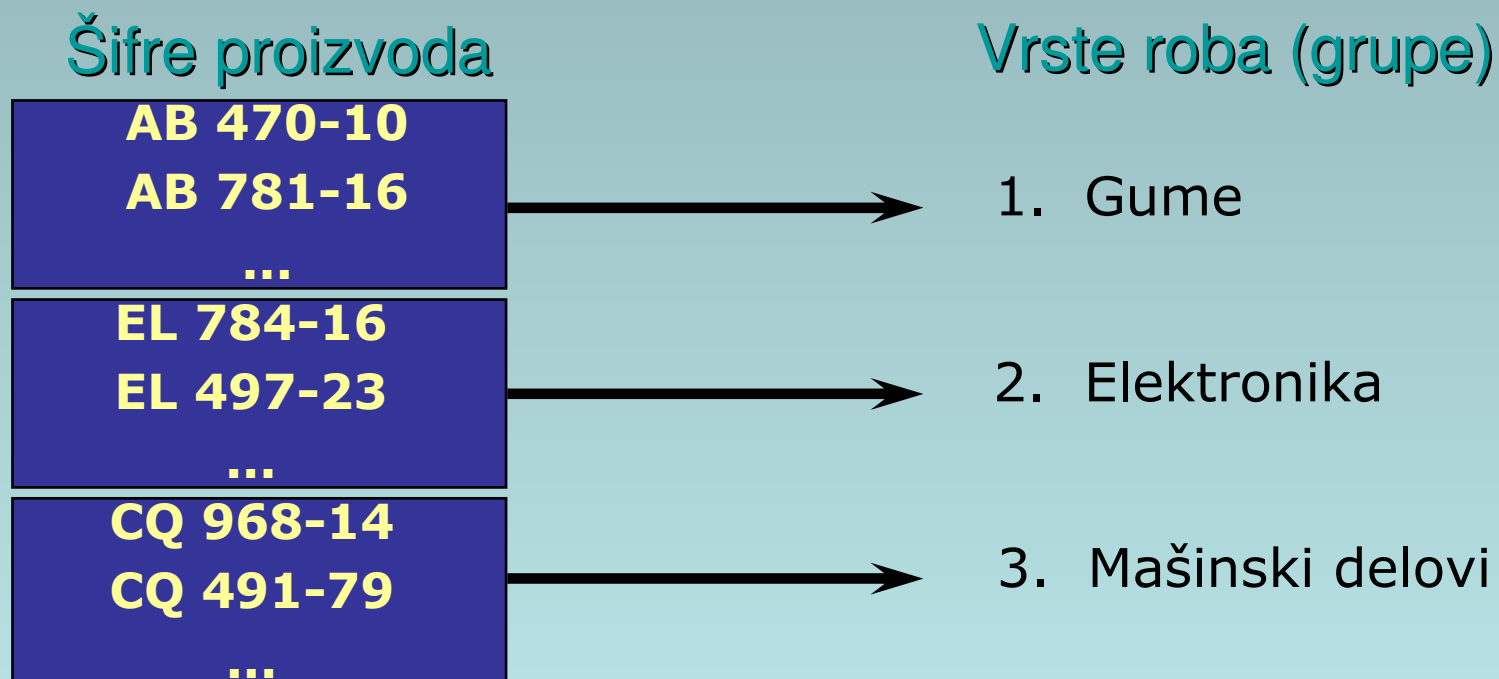 Šifre proizvoda
Vrste roba (grupe)
AB 470-10
AB 781-16
...
1. Gume
EL 784-16
EL 497-23
...
2. Elektronika
CQ 968-14
CQ 491-79
...
3. Mašinski delovi